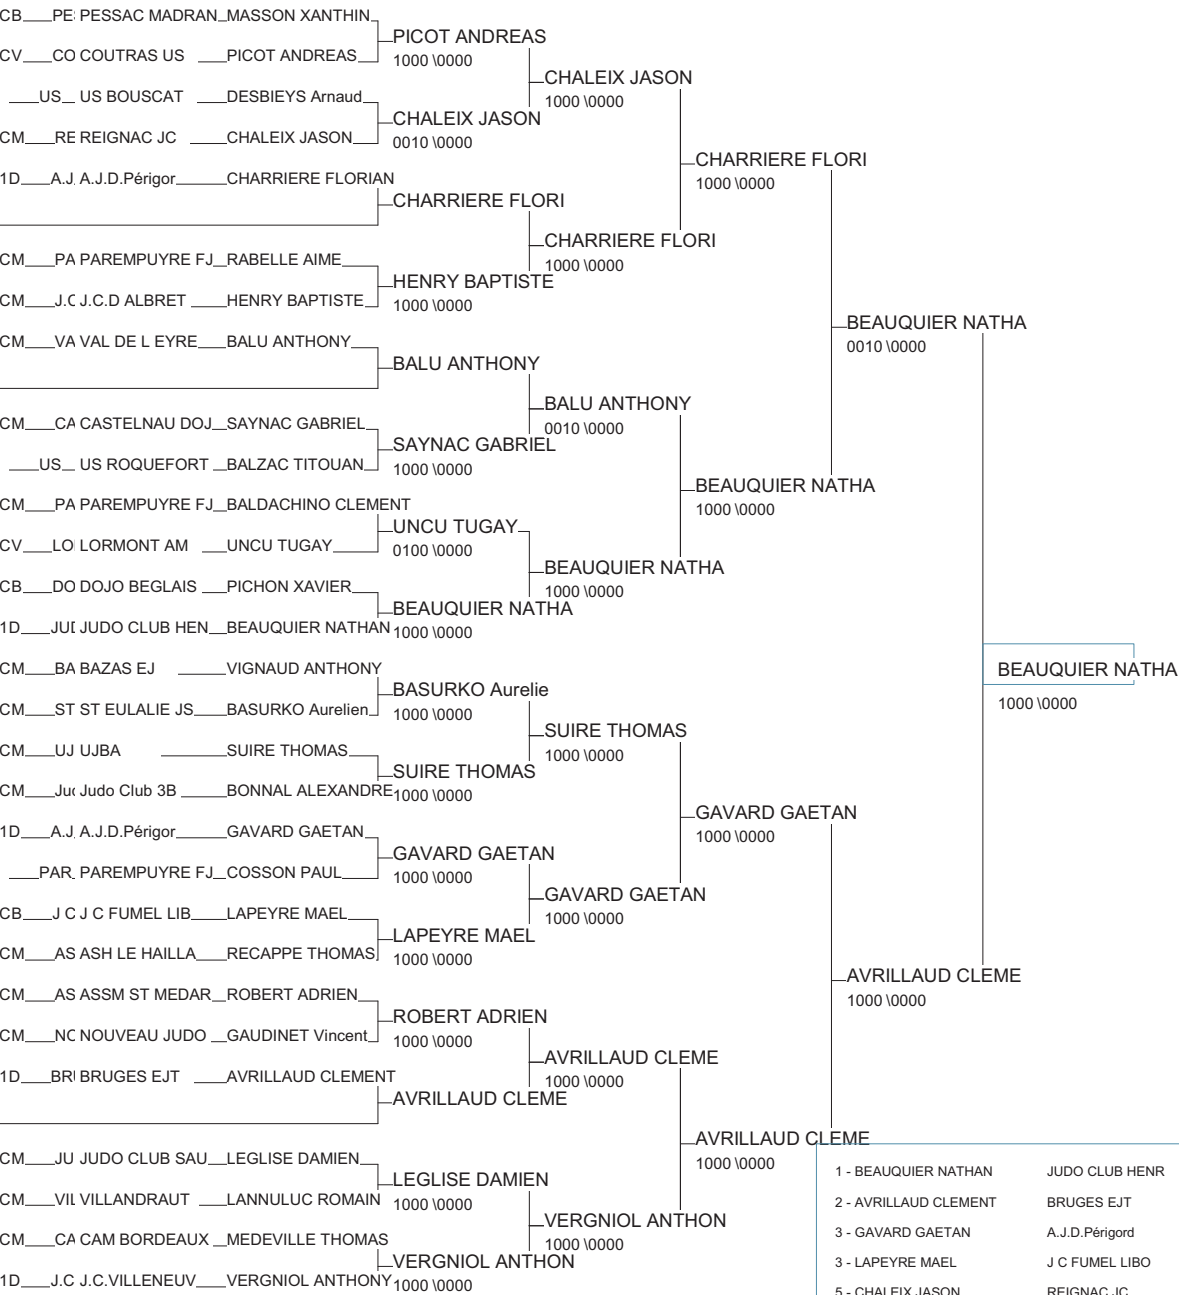 CB PE PESSAC MADRAN MASSON XANTHIN
PICOT ANDREAS
1000 \0000
CV CO COUTRAS US PICOT ANDREAS
CHALEIX JASON
1000 \0000
US US BOUSCAT DESBIEYS Arnaud
CHALEIX JASON
0010 \0000
CM RE REIGNAC JC CHALEIX JASON
CHARRIERE FLORI
1000 \0000
1D A.J A.J.D.Périgor CHARRIERE FLORIAN
CHARRIERE FLORI
CHARRIERE FLORI
1000 \0000
CM PA PAREMPUYRE FJ RABELLE AIME
HENRY BAPTISTE
1000 \0000
CM J.C J.C.D ALBRET HENRY BAPTISTE
BEAUQUIER NATHA
0010 \0000
CM VA VAL DE L EYRE BALU ANTHONY
BALU ANTHONY
BALU ANTHONY
0010 \0000
CM CA CASTELNAU DOJ SAYNAC GABRIEL
SAYNAC GABRIEL
1000 \0000
US US ROQUEFORT BALZAC TITOUAN
BEAUQUIER NATHA
1000 \0000
CM PA PAREMPUYRE FJ BALDACHINO CLEMENT
UNCU TUGAY
0100 \0000
CV LO LORMONT AM UNCU TUGAY
BEAUQUIER NATHA
1000 \0000
CB DO DOJO BEGLAIS PICHON XAVIER
BEAUQUIER NATHA
1000 \0000
1D JU JUDO CLUB HEN BEAUQUIER NATHAN
BEAUQUIER NATHA
1000 \0000
CM BA BAZAS EJ VIGNAUD ANTHONY
BASURKO Aurelie
1000 \0000
CM ST ST EULALIE JS BASURKO Aurelien
SUIRE THOMAS
1000 \0000
CM UJ UJBA SUIRE THOMAS
SUIRE THOMAS
1000 \0000
CM Ju Judo Club 3B BONNAL ALEXANDRE
GAVARD GAETAN
1000 \0000
1D A.J A.J.D.Périgor GAVARD GAETAN
GAVARD GAETAN
1000 \0000
PAR PAREMPUYRE FJ COSSON PAUL
GAVARD GAETAN
1000 \0000
CB J C J C FUMEL LIB LAPEYRE MAEL
LAPEYRE MAEL
1000 \0000
CM AS ASH LE HAILLA RECAPPE THOMAS
AVRILLAUD CLEME
1000 \0000
CM AS ASSM ST MEDAR ROBERT ADRIEN
ROBERT ADRIEN
1000 \0000
CM NC NOUVEAU JUDO GAUDINET Vincent
AVRILLAUD CLEME
1000 \0000
1D BR BRUGES EJT AVRILLAUD CLEMENT
AVRILLAUD CLEME
AVRILLAUD CLEME
1000 \0000
CM JU JUDO CLUB SAU LEGLISE DAMIEN
LEGLISE DAMIEN
1000 \0000
CM VIL VILLANDRAUT LANNULUC ROMAIN
VERGNIOL ANTHON
1000 \0000
CM CA CAM BORDEAUX MEDEVILLE THOMAS
VERGNIOL ANTHON
1000 \0000
1D J.C J.C.VILLENEUV VERGNIOL ANTHONY
1 - BEAUQUIER NATHAN JUDO CLUB HENR
2 - AVRILLAUD CLEMENT BRUGES EJT
3 - GAVARD GAETAN A.J.D.Périgord
3 - LAPEYRE MAEL J C FUMEL LIBO
5 - CHALEIX JASON REIGNAC JC